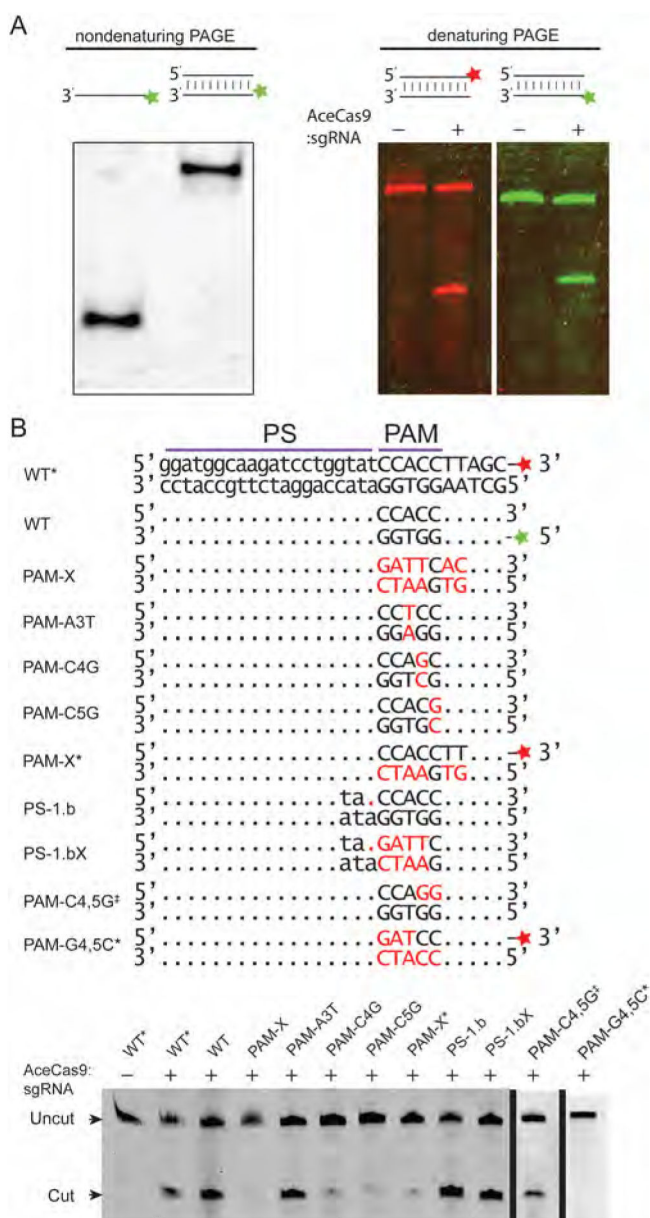 A
nondenaturing PAGE
denaturing PAGE
5'
3'
3'
5'
3'
5'
3'
AceCas9
:sgRNA
− + − +
B
PS PAM
WT*
5' ggatggcaagatcctggtatCCACCTTAGC 3'
3' cctaccgttctaggaccataGGTGGAATCG5'
WT
5' ....................CCACC..... 3'
3' ....................GGTGG..... 5'
PAM-X
5' ....................GATTCAC... 3'
3' ....................CTAAGTG... 5'
PAM-A3T
5' ....................CCTCC..... 3'
3' ....................GGAGG..... 5'
PAM-C4G
5' ....................CCAGC..... 3'
3' ....................GGTCG..... 5'
PAM-C5G
5' ....................CCACG..... 3'
3' ....................GGTGC..... 5'
PAM-X*
5' ....................CCACCTT... 3'
3' ....................CTAAGTG... 5'
PS-1.b
5' .................ta.CCACC..... 3'
3' .................ataGGTGG..... 5'
PS-1.bX
5' .................ta.GATTC..... 3'
3' .................ataCTAAG..... 5'
PAM-C4,5G‡
5' ....................CCAGG..... 3'
3' ....................GGTGG..... 5'
PAM-G4,5C*
5' ....................GATCC..... 3'
3' ....................CTACC..... 5'
WT* WT* WT PAM-X PAM-A3T PAM-C4G PAM-C5G PAM-X* PS-1.b PS-1.bX PAM-C4,5G‡ PAM-G4,5C*
AceCas9:
sgRNA
− + + + + + + + + + + +
Uncut
Cut